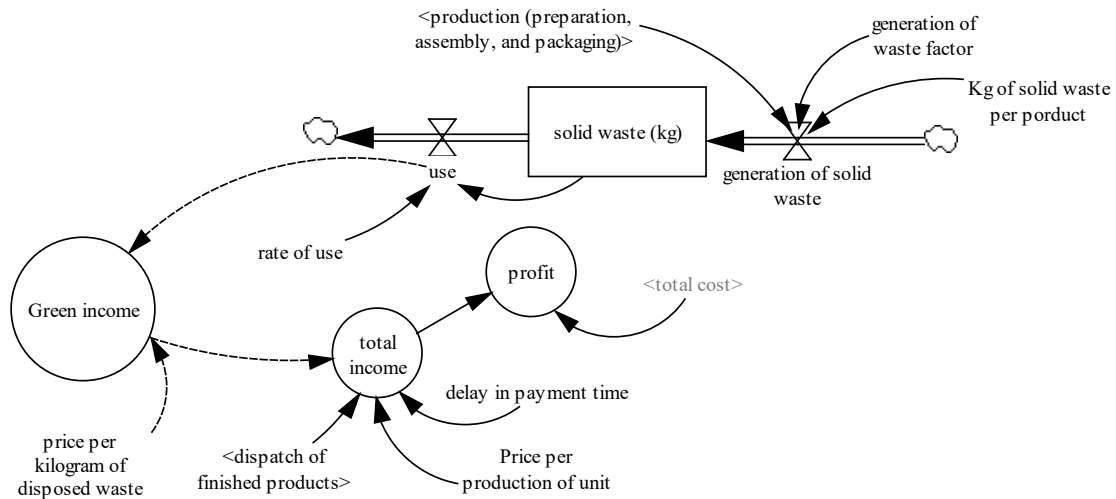 <production (preparation,
assembly, and packaging)>
generation of
waste factor
Kg of solid waste
per porduct
solid waste (kg)
generation of solid
waste
use
rate of use
Green income
profit
<total cost>
total
income
delay in payment time
price per
kilogram of
disposed waste
<dispatch of
finished products>
Price per
production of unit